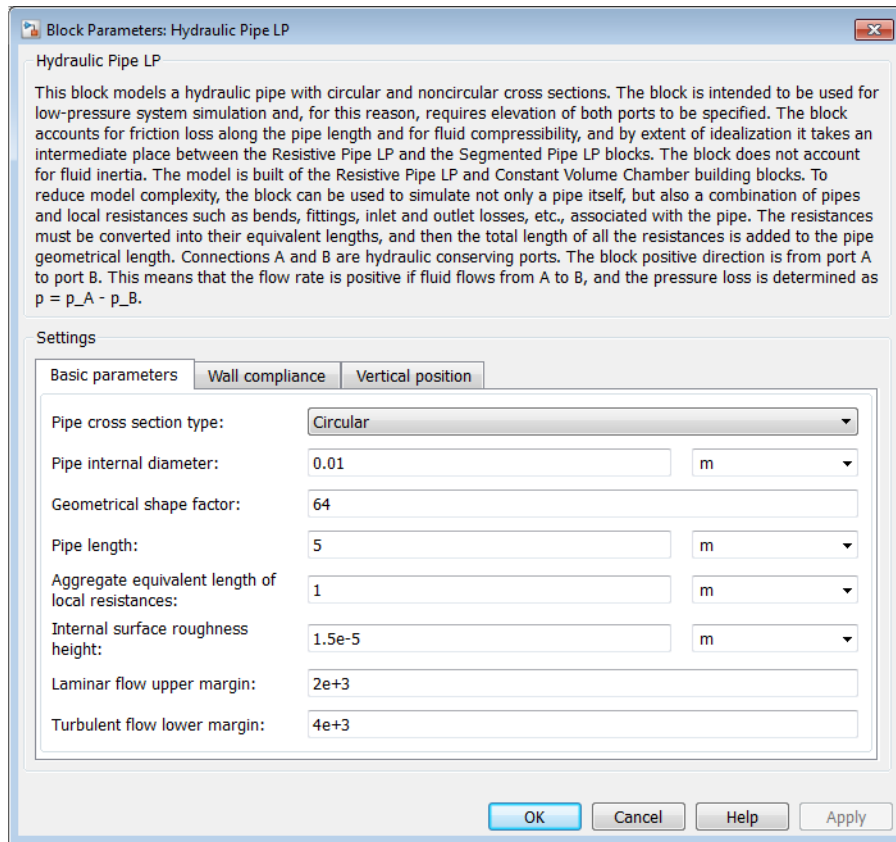 Block Parameters: Hydraulic Pipe LP
Hydraulic Pipe LP
This block models a hydraulic pipe with circular and noncircular cross sections. The block is intended to be used for
low-pressure system simulation and, for this reason, requires elevation of both ports to be specified. The block
accounts for friction loss along the pipe length and for fluid compressibility, and by extent of idealization it takes an
intermediate place between the Resistive Pipe LP and the Segmented Pipe LP blocks. The block does not account
for fluid inertia. The model is built of the Resistive Pipe LP and Constant Volume Chamber building blocks. To
reduce model complexity, the block can be used to simulate not only a pipe itself, but also a combination of pipes
and local resistances such as bends, fittings, inlet and outlet losses, etc., associated with the pipe. The resistances
must be converted into their equivalent lengths, and then the total length of all the resistances is added to the pipe
geometrical length. Connections A and B are hydraulic conserving ports. The block positive direction is from port A
to port B. This means that the flow rate is positive if fluid flows from A to B, and the pressure loss is determined as
p = p_A - p_B.
Settings
Basic parameters Wall compliance Vertical position
Pipe cross section type: Circular
Pipe internal diameter: 0.01 m
Geometrical shape factor: 64
Pipe length: 5 m
Aggregate equivalent length of
local resistances: 1 m
Internal surface roughness
height: 1.5e-5 m
Laminar flow upper margin: 2e+3
Turbulent flow lower margin: 4e+3
OK Cancel Help Apply